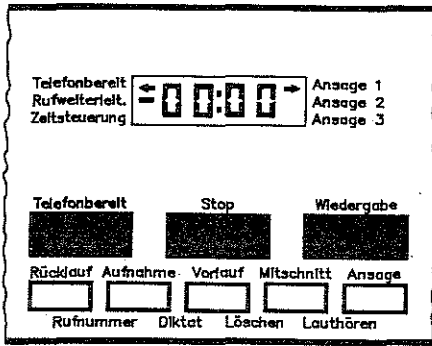 Telefonbereit 00:00 Ansage 1
Rufweiterleit. Ansage 2
Zeitsteuerung Ansage 3
Telefonbereit Stop Wiedergabe
Rücklauf Aufnahme Vorlauf Mitschnitt Ansage
Rufnummer Diktat Löschen Lauthören